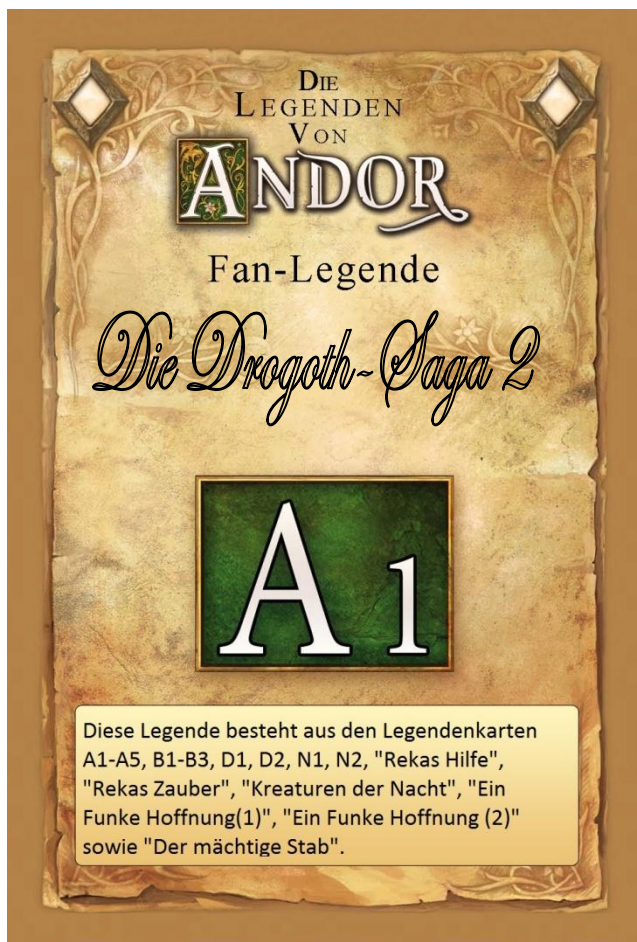 DIE
LEGENDEN
VON
ANDOR
Fan-Legende
Die Drogoth-Saga 2
A1
Diese Legende besteht aus den Legendenkarten
A1-A5, B1-B3, D1, D2, N1, N2, "Rekas Hilfe",
"Rekas Zauber", "Kreaturen der Nacht", "Ein
Funke Hoffnung(1)", "Ein Funke Hoffnung (2)"
sowie "Der mächtige Stab".